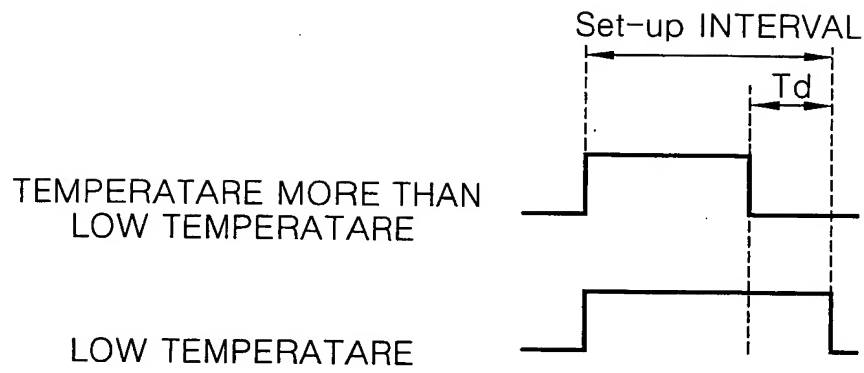 Set-up INTERVAL
Td
TEMPERATARE MORE THAN
LOW TEMPERATARE
LOW TEMPERATARE